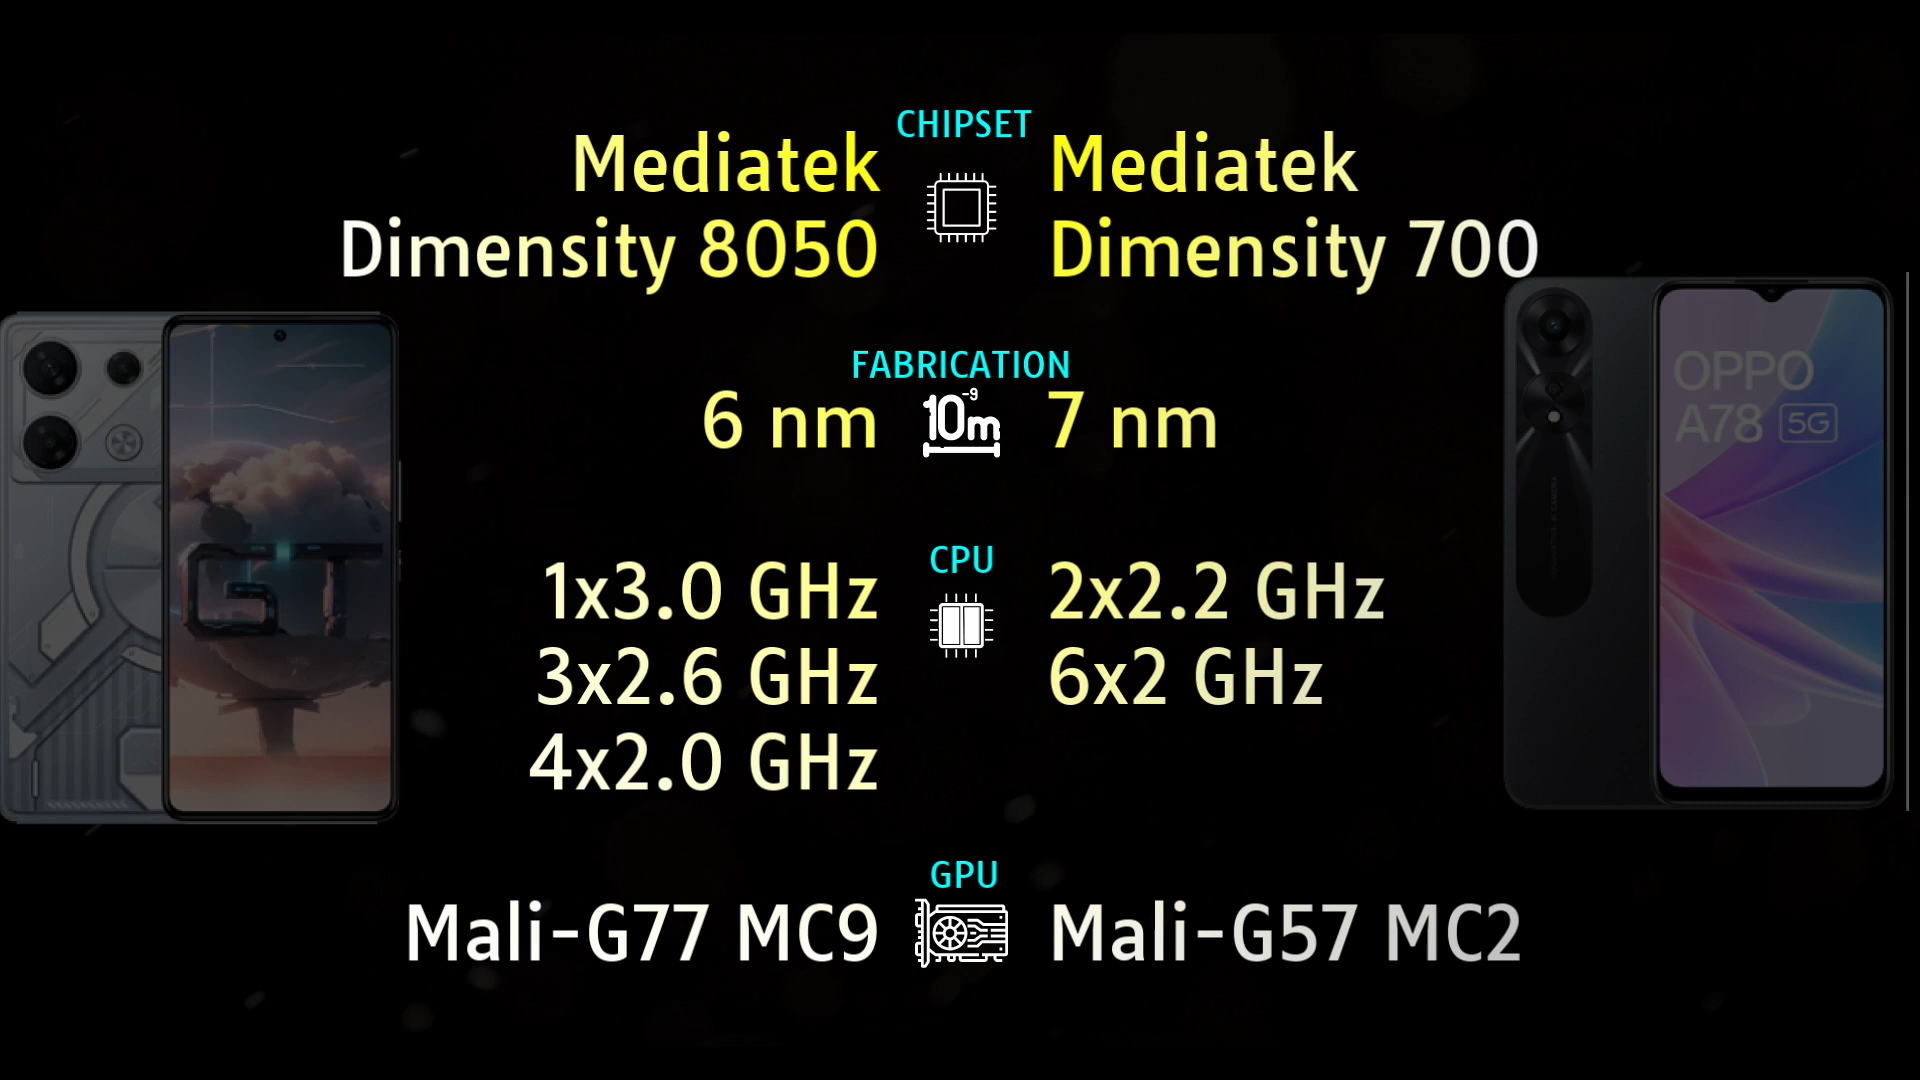 CHIPSET
Mediatek
Dimensity 8050
Mediatek
Dimensity 700
FABRICATION
6 nm
10⁻⁹m
7 nm
CPU
1x3.0 GHz
3x2.6 GHz
4x2.0 GHz
2x2.2 GHz
6x2 GHz
GPU
Mali-G77 MC9
Mali-G57 MC2
GT
OPPO
A78 5G